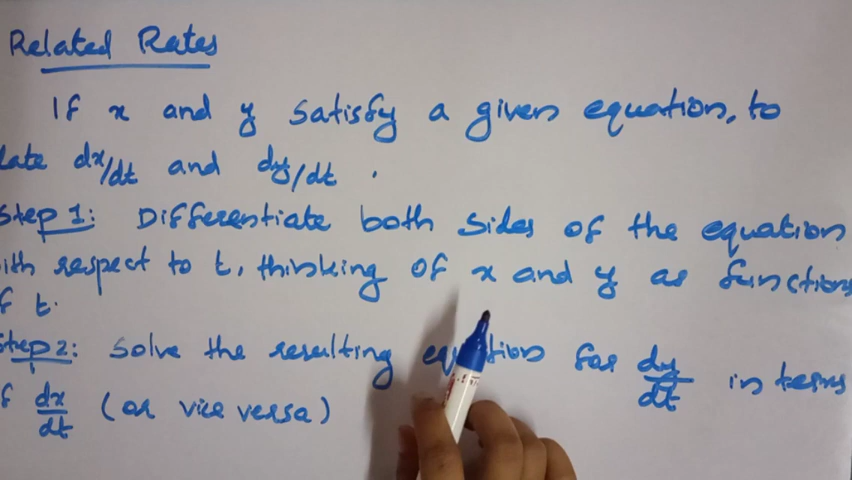 Related Rates
If x and y satisfy a given equation, to
late dx/dt and dy/dt .
Step 1: Differentiate both sides of the equation
ith respect to t, thinking of x and y as functions
f t.
Step 2: Solve the resulting equation for dy/dt in terms
f dx/dt (or vice versa)